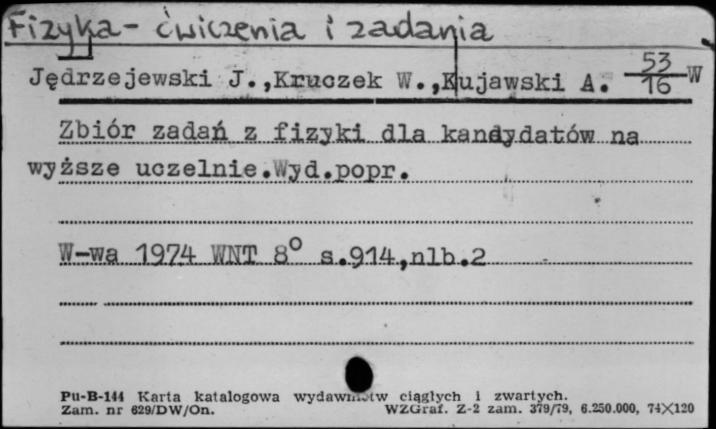 Fizyka - ćwiczenia i zadania
Jędrzejewski J., Kruczek W., Kujawski A. 53/16 W
Zbiór zadań z fizyki dla kandydatów na
wyższe uczelnie. Wyd. popr.
W-wa 1974 WNT 8° s.914, nlb.2
Pu-B-144 Karta katalogowa wydawnictw ciągłych i zwartych.
Zam. nr 629/DW/On. WZGraf. Z-2 zam. 379/79, 6.250.000, 74×120